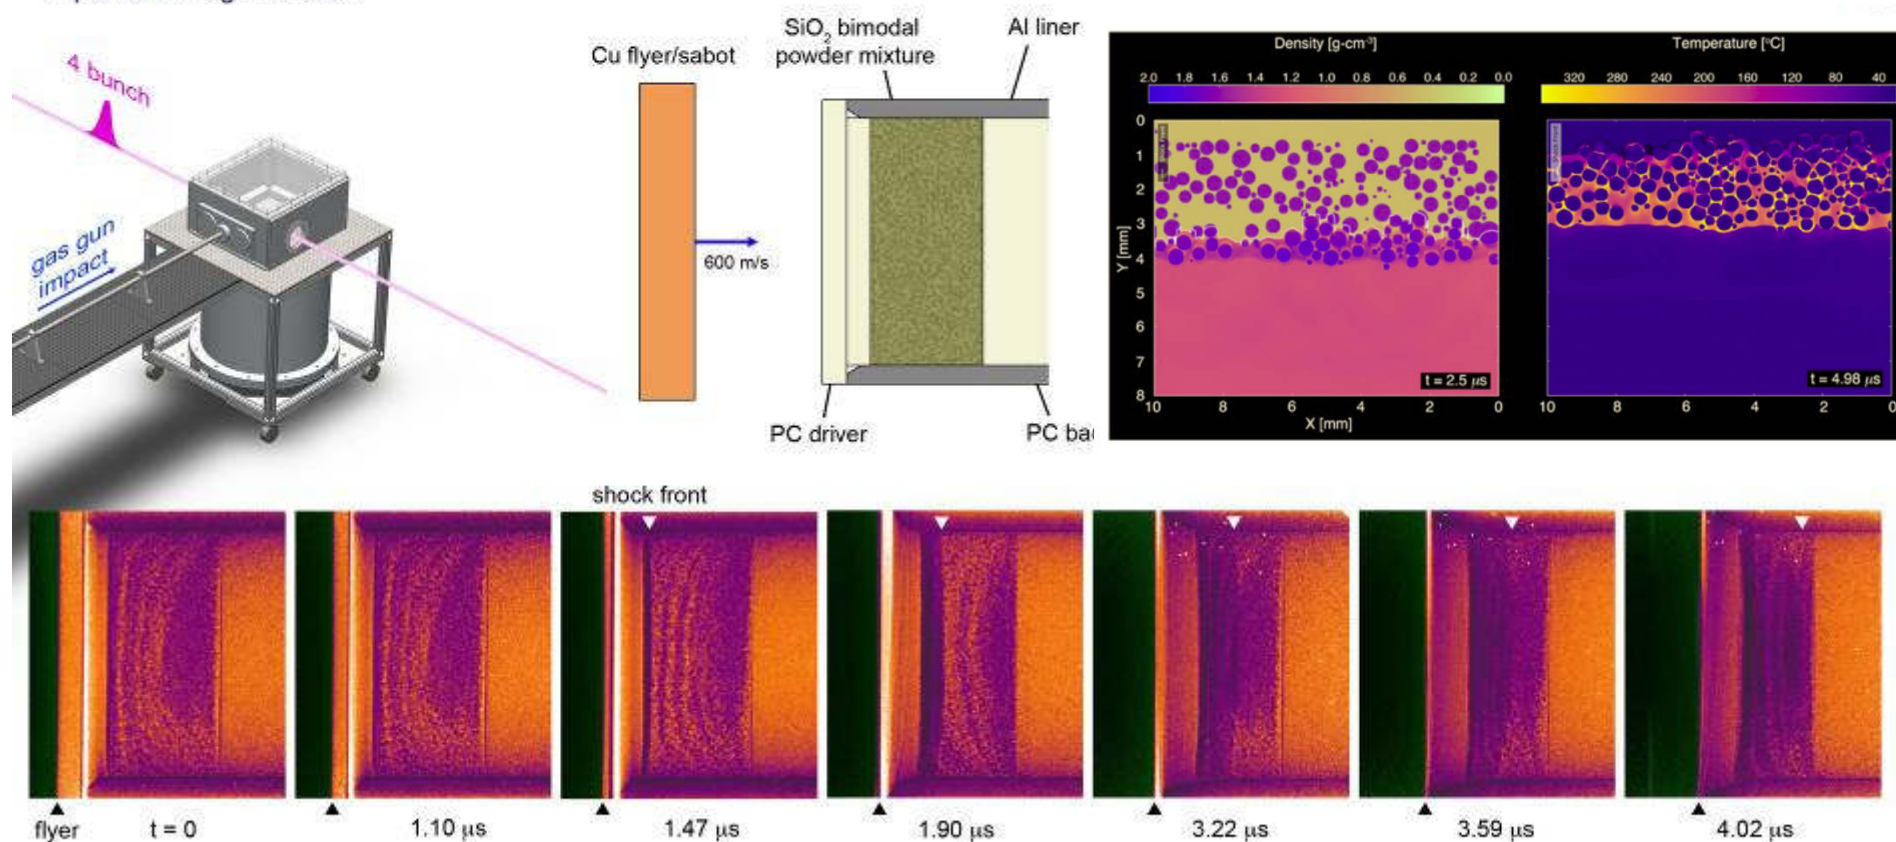 4 bunch
gas gun
impact
Cu flyer/sabot
600 m/s
SiO₂ bimodal
powder mixture
Al liner
PC driver
PC
Density [g-cm⁻³]
2.0 1.8 1.6 1.4 1.2 1.0 0.8 0.6 0.4 0.2 0.0
0
1
2
3
4
5
6
7
8
Y [mm]
t = 2.5 µs
10 8 6 4 2 0
X [mm]
Temperature [°C]
320 280 240 200 160 120 80 40
t = 4.98 µs
10 8 6 4 2 0
shock front
flyer t = 0 1.10 µs 1.47 µs 1.90 µs 3.22 µs 3.59 µs 4.02 µs